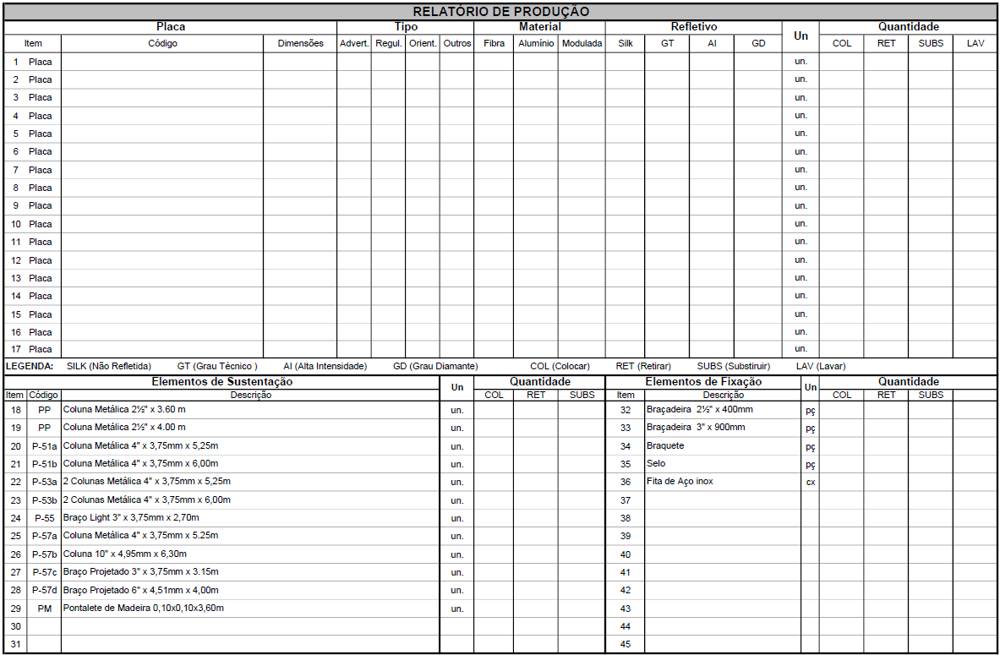 RELATÓRIO DE PRODUÇÃO
Placa Tipo Material Refletivo Un Quantidade
Item Código Dimensões Advert. Regul. Orient. Outros Fibra Alumínio Modulada Silk GT AI GD COL RET SUBS LAV
1 Placa un.
2 Placa un.
3 Placa un.
4 Placa un.
5 Placa un.
6 Placa un.
7 Placa un.
8 Placa un.
9 Placa un.
10 Placa un.
11 Placa un.
12 Placa un.
13 Placa un.
14 Placa un.
15 Placa un.
16 Placa un.
17 Placa un.
LEGENDA: SILK (Não Refletida) GT (Grau Técnico ) AI (Alta Intensidade) GD (Grau Diamante) COL (Colocar) RET (Retirar) SUBS (Substiruir) LAV (Lavar)
Elementos de Sustentação Un Quantidade Elementos de Fixação Un Quantidade
Item Código Descrição COL RET SUBS Item Descrição COL RET SUBS
18 PP Coluna Metálica 2½" x 3.60 m un. 32 Braçadeira 2½" x 400mm pç
19 PP Coluna Metálica 2½" x 4.00 m un. 33 Braçadeira 3" x 900mm pç
20 P-51a Coluna Metálica 4" x 3,75mm x 5,25m un. 34 Braquete pç
21 P-51b Coluna Metálica 4" x 3,75mm x 6,00m un. 35 Selo pç
22 P-53a 2 Colunas Metálica 4" x 3,75mm x 5,25m un. 36 Fita de Aço inox cx
23 P-53b 2 Colunas Metálica 4" x 3,75mm x 6,00m un. 37
24 P-55 Braço Light 3" x 3,75mm x 2,70m un. 38
25 P-57a Coluna Metálica 4" x 3,75mm x 5.25m un. 39
26 P-57b Coluna 10" x 4,95mm x 6,30m un. 40
27 P-57c Braço Projetado 3" x 3,75mm x 3.15m un. 41
28 P-57d Braço Projetado 6" x 4,51mm x 4,00m un. 42
29 PM Pontalete de Madeira 0,10x0,10x3,60m un. 43
30 44
31 45